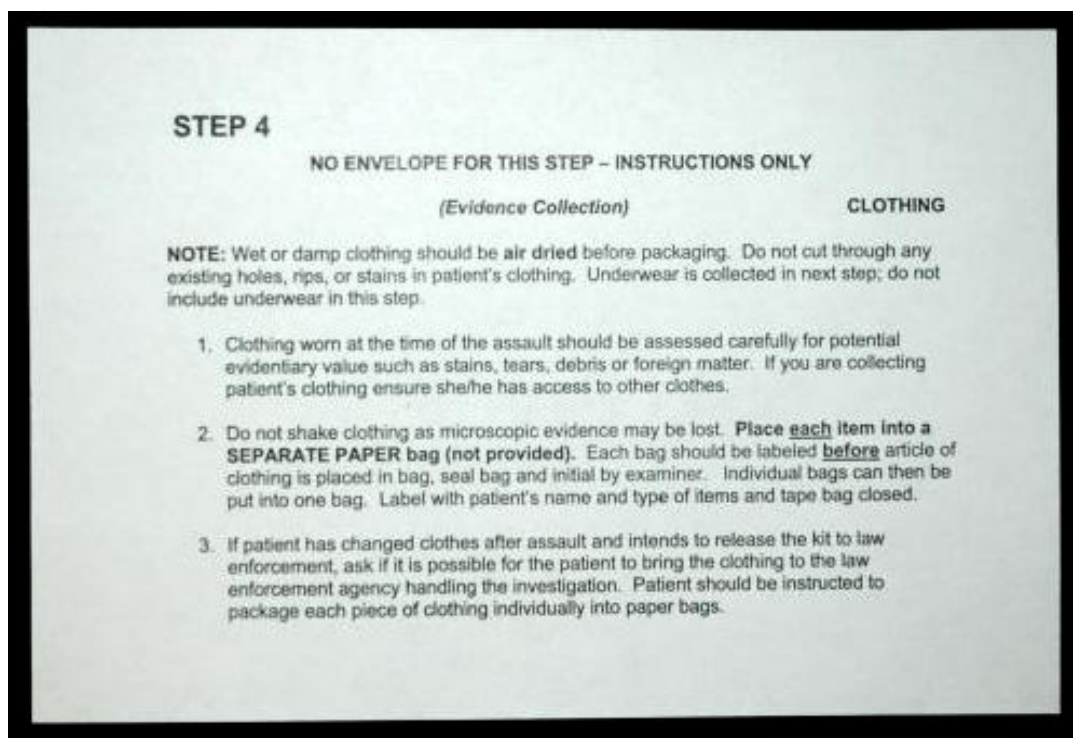 STEP 4
NO ENVELOPE FOR THIS STEP – INSTRUCTIONS ONLY
(Evidence Collection) CLOTHING
NOTE: Wet or damp clothing should be air dried before packaging. Do not cut through any
existing holes, rips, or stains in patient's clothing. Underwear is collected in next step; do not
include underwear in this step.
1. Clothing worn at the time of the assault should be assessed carefully for potential
evidentiary value such as stains, tears, debris or foreign matter. If you are collecting
patient's clothing ensure she/he has access to other clothes.
2. Do not shake clothing as microscopic evidence may be lost. Place each item into a
SEPARATE PAPER bag (not provided). Each bag should be labeled before article of
clothing is placed in bag, seal bag and initial by examiner. Individual bags can then be
put into one bag. Label with patient's name and type of items and tape bag closed.
3. If patient has changed clothes after assault and intends to release the kit to law
enforcement, ask if it is possible for the patient to bring the clothing to the law
enforcement agency handling the investigation. Patient should be instructed to
package each piece of clothing individually into paper bags.